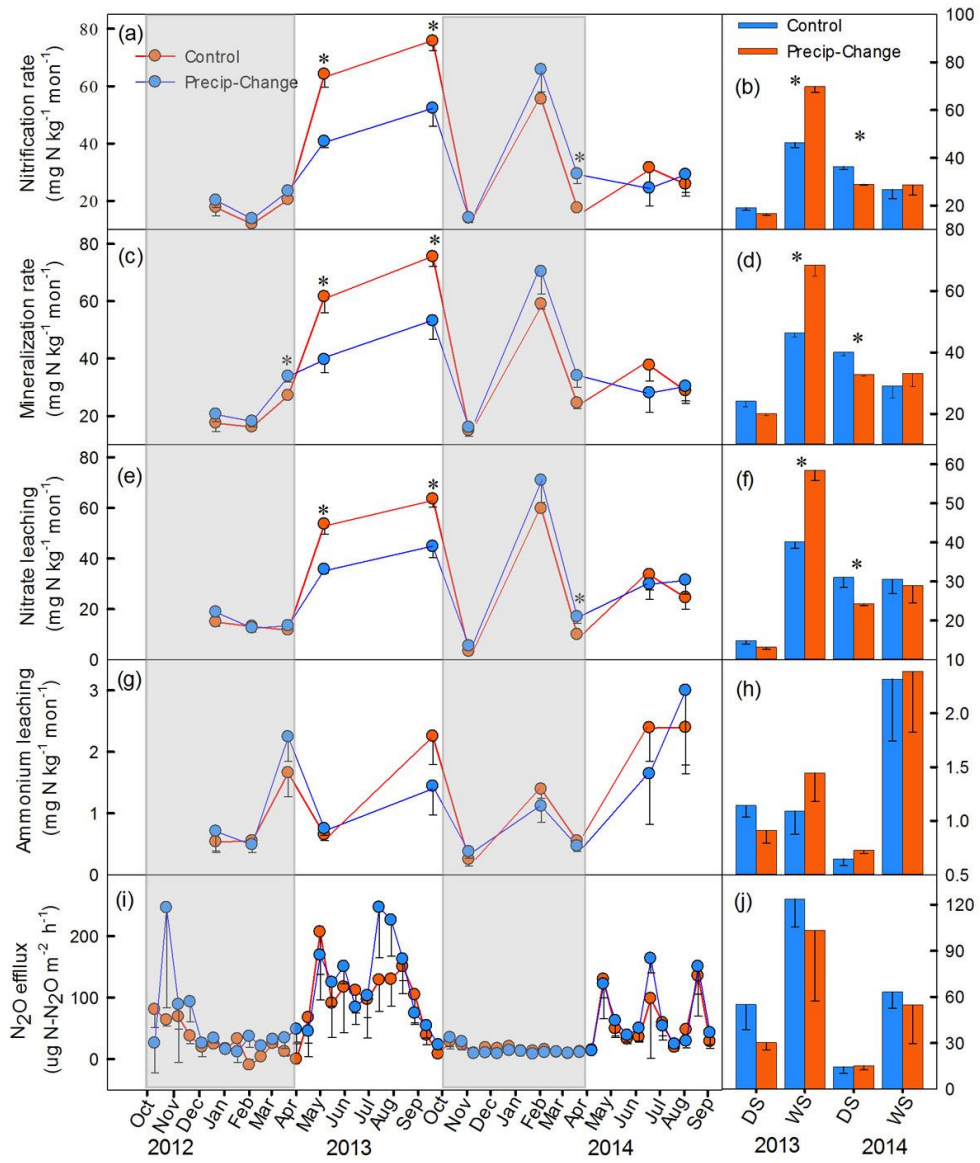 (a)
Control
Precip-Change
Nitrification rate
(mg N kg⁻¹ mon⁻¹)
80
60
40
20
*
*
*
Control
Precip-Change
(b)
*
*
100
80
60
40
20
(c)
Mineralization rate
(mg N kg⁻¹ mon⁻¹)
80
60
40
20
*
*
*
(d)
*
*
60
40
20
(e)
Nitrate leaching
(mg N kg⁻¹ mon⁻¹)
80
60
40
20
0
*
*
*
(f)
*
*
60
50
40
30
20
10
(g)
Ammonium leaching
(mg N kg⁻¹ mon⁻¹)
3
2
1
0
(h)
2.0
1.5
1.0
0.5
(i)
N₂O effilux
(ug N-N₂O m⁻² h⁻¹)
200
100
0
(j)
120
90
60
30
0
Oct Nov Dec Jan Feb Mar Apr May Jun Jul Aug Sep Oct Nov Dec Jan Feb Mar Apr May Jun Jul Aug Sep
2012 2013 2014
DS WS DS WS
2013 2014